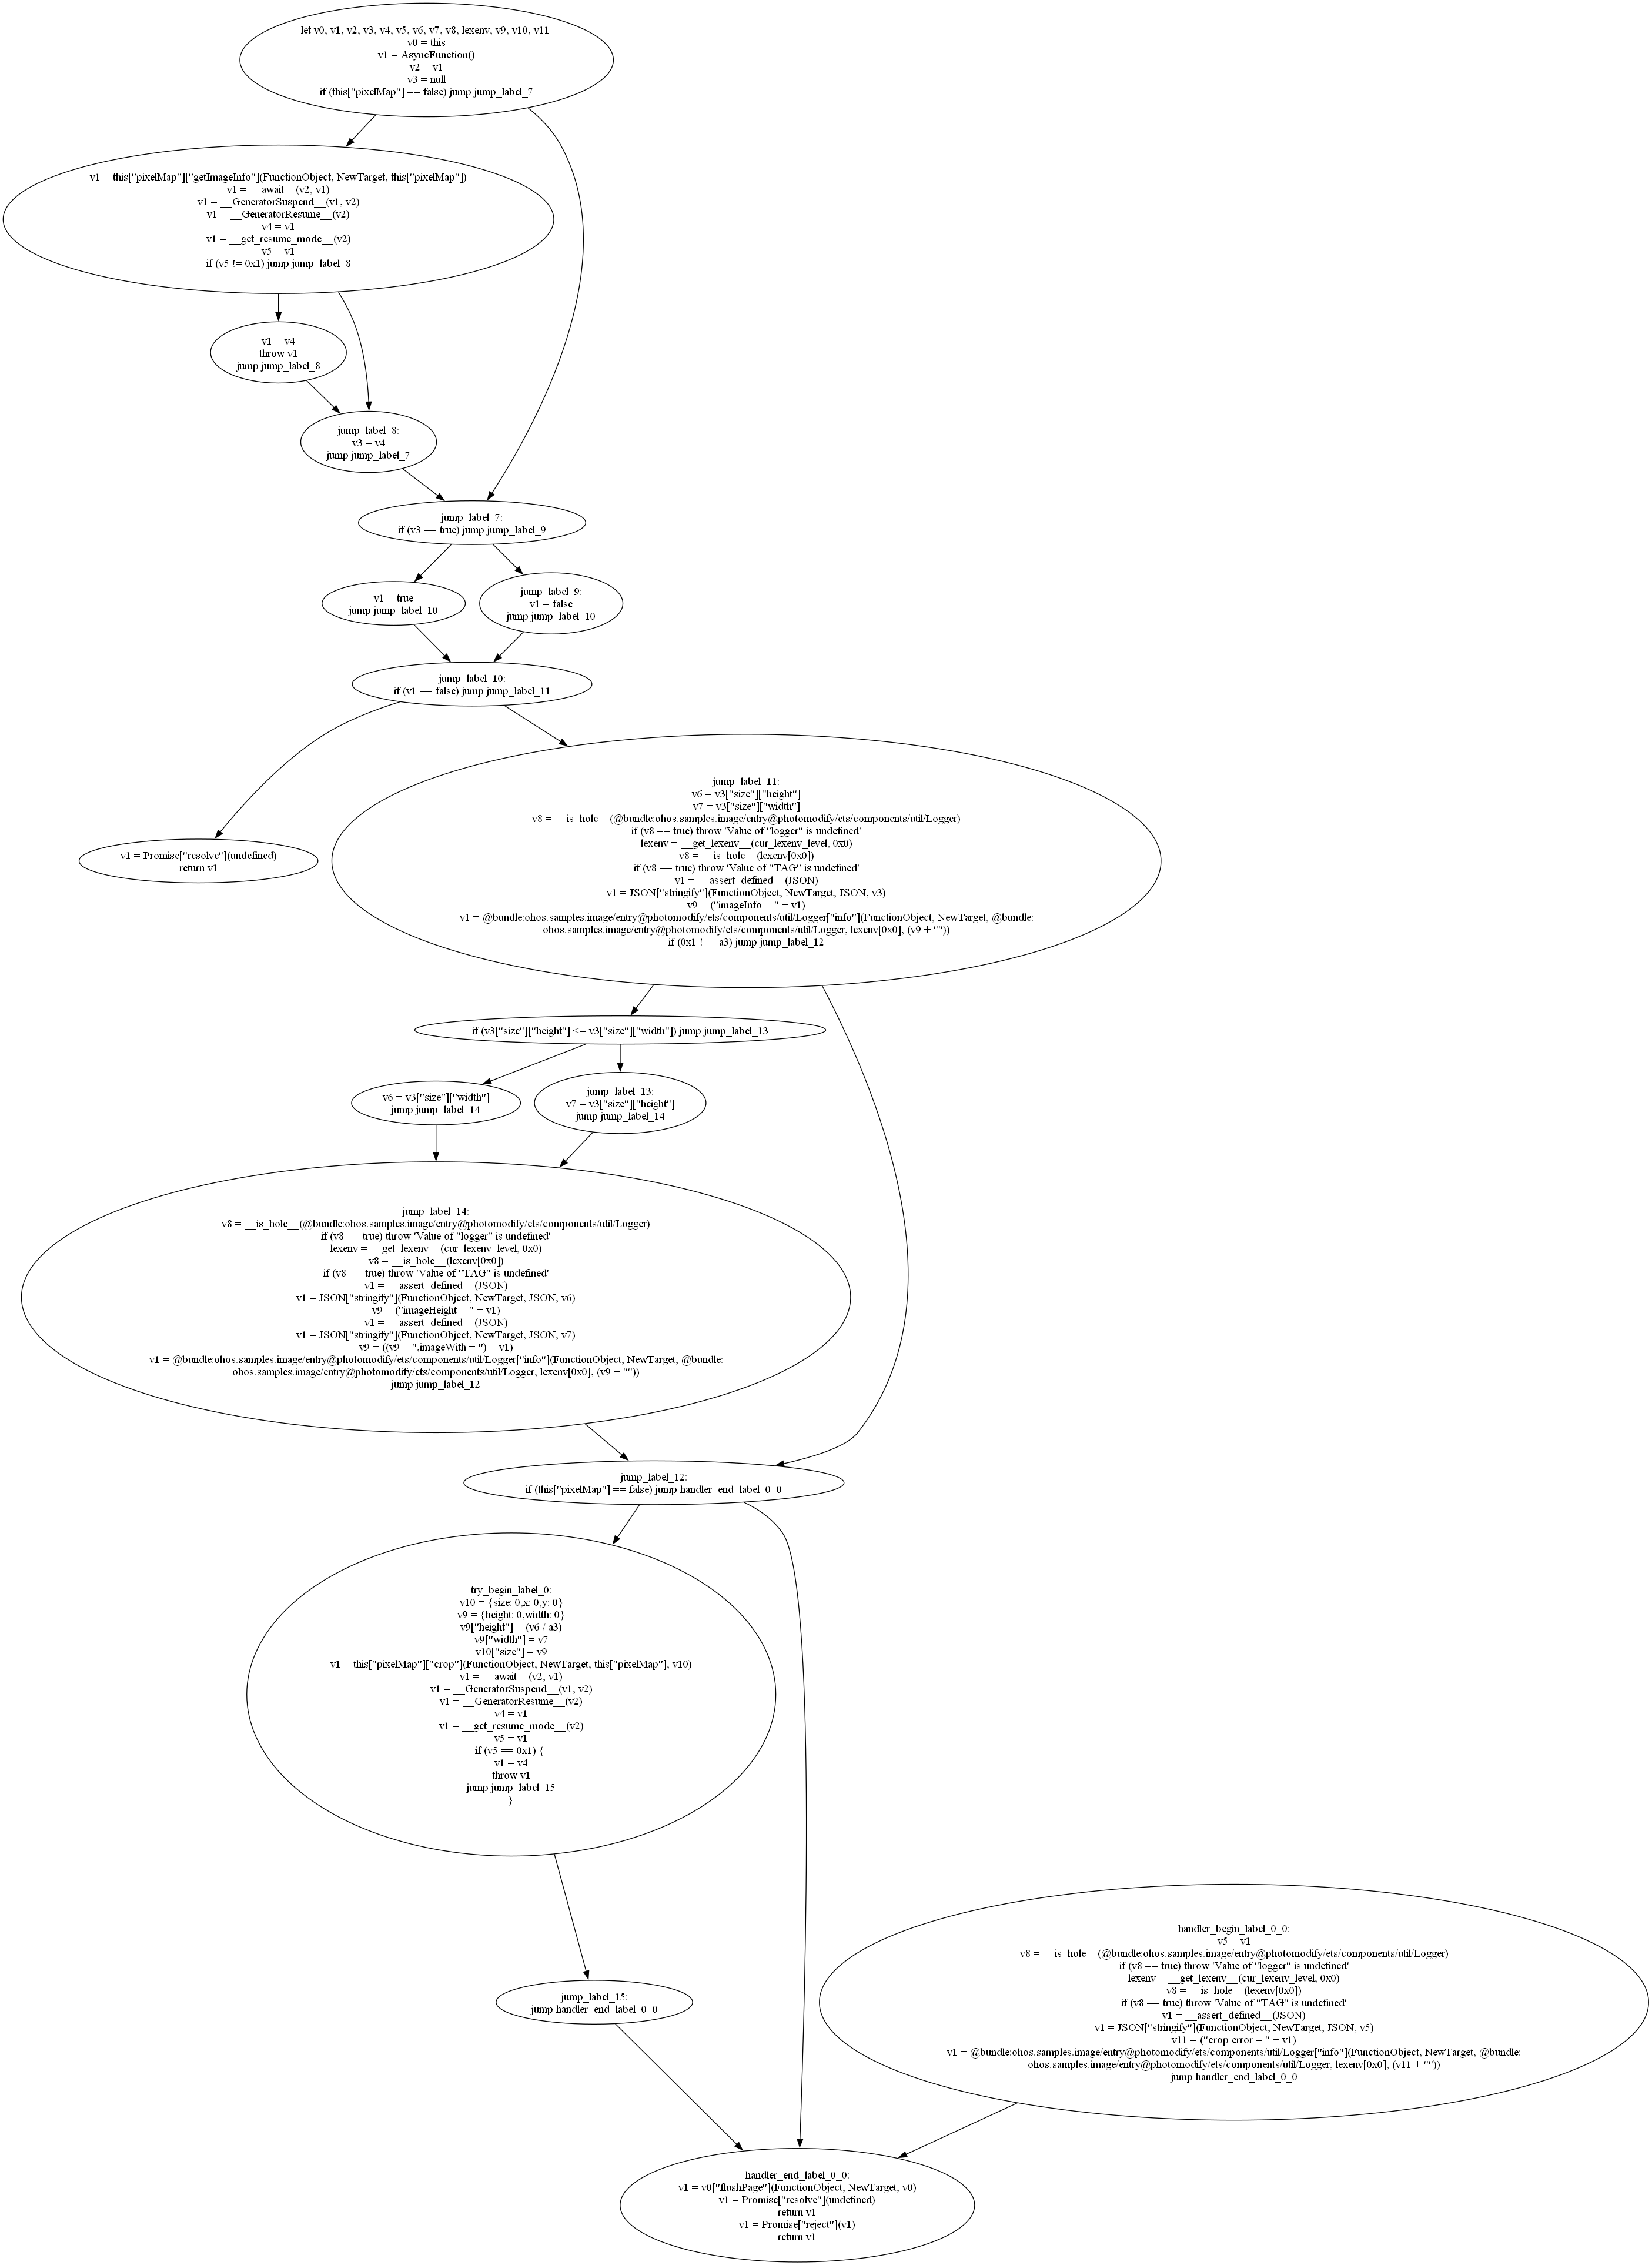 let v0, v1, v2, v3, v4, v5, v6, v7, v8, lexenv, v9, v10, v11
v0 = this
v1 = AsyncFunction()
v2 = v1
v3 = null
if (this["pixelMap"] == false) jump jump_label_7
v1 = this["pixelMap"]["getImageInfo"](FunctionObject, NewTarget, this["pixelMap"])
v1 = __await__(v2, v1)
v1 = __GeneratorSuspend__(v1, v2)
v1 = __GeneratorResume__(v2)
v4 = v1
v1 = __get_resume_mode__(v2)
v5 = v1
if (v5 != 0x1) jump jump_label_8
v1 = v4
throw v1
jump jump_label_8
jump_label_8:
v3 = v4
jump jump_label_7
jump_label_7:
if (v3 == true) jump jump_label_9
v1 = true
jump jump_label_10
jump_label_9:
v1 = false
jump jump_label_10
jump_label_10:
if (v1 == false) jump jump_label_11
v1 = Promise["resolve"](undefined)
return v1
jump_label_11:
v6 = v3["size"]["height"]
v7 = v3["size"]["width"]
v8 = __is_hole__(@bundle:ohos.samples.image/entry@photomodify/ets/components/util/Logger)
if (v8 == true) throw 'Value of "logger" is undefined'
lexenv = __get_lexenv__(cur_lexenv_level, 0x0)
v8 = __is_hole__(lexenv[0x0])
if (v8 == true) throw 'Value of "TAG" is undefined'
v1 = __assert_defined__(JSON)
v1 = JSON["stringify"](FunctionObject, NewTarget, JSON, v3)
v9 = ("imageInfo = " + v1)
v1 = @bundle:ohos.samples.image/entry@photomodify/ets/components/util/Logger["info"](FunctionObject, NewTarget, @bundle:
ohos.samples.image/entry@photomodify/ets/components/util/Logger, lexenv[0x0], (v9 + ""))
if (0x1 !== a3) jump jump_label_12
if (v3["size"]["height"] <= v3["size"]["width"]) jump jump_label_13
v6 = v3["size"]["width"]
jump jump_label_14
jump_label_13:
v7 = v3["size"]["height"]
jump jump_label_14
jump_label_14:
v8 = __is_hole__(@bundle:ohos.samples.image/entry@photomodify/ets/components/util/Logger)
if (v8 == true) throw 'Value of "logger" is undefined'
lexenv = __get_lexenv__(cur_lexenv_level, 0x0)
v8 = __is_hole__(lexenv[0x0])
if (v8 == true) throw 'Value of "TAG" is undefined'
v1 = __assert_defined__(JSON)
v1 = JSON["stringify"](FunctionObject, NewTarget, JSON, v6)
v9 = ("imageHeight = " + v1)
v1 = __assert_defined__(JSON)
v1 = JSON["stringify"](FunctionObject, NewTarget, JSON, v7)
v9 = ((v9 + ",imageWith = ") + v1)
v1 = @bundle:ohos.samples.image/entry@photomodify/ets/components/util/Logger["info"](FunctionObject, NewTarget, @bundle:
ohos.samples.image/entry@photomodify/ets/components/util/Logger, lexenv[0x0], (v9 + ""))
jump jump_label_12
jump_label_12:
if (this["pixelMap"] == false) jump handler_end_label_0_0
try_begin_label_0:
v10 = {size: 0,x: 0,y: 0}
v9 = {height: 0,width: 0}
v9["height"] = (v6 / a3)
v9["width"] = v7
v10["size"] = v9
v1 = this["pixelMap"]["crop"](FunctionObject, NewTarget, this["pixelMap"], v10)
v1 = __await__(v2, v1)
v1 = __GeneratorSuspend__(v1, v2)
v1 = __GeneratorResume__(v2)
v4 = v1
v1 = __get_resume_mode__(v2)
v5 = v1
if (v5 == 0x1) {
v1 = v4
throw v1
jump jump_label_15
}
jump_label_15:
jump handler_end_label_0_0
handler_begin_label_0_0:
v5 = v1
v8 = __is_hole__(@bundle:ohos.samples.image/entry@photomodify/ets/components/util/Logger)
if (v8 == true) throw 'Value of "logger" is undefined'
lexenv = __get_lexenv__(cur_lexenv_level, 0x0)
v8 = __is_hole__(lexenv[0x0])
if (v8 == true) throw 'Value of "TAG" is undefined'
v1 = __assert_defined__(JSON)
v1 = JSON["stringify"](FunctionObject, NewTarget, JSON, v5)
v11 = ("crop error = " + v1)
v1 = @bundle:ohos.samples.image/entry@photomodify/ets/components/util/Logger["info"](FunctionObject, NewTarget, @bundle:
ohos.samples.image/entry@photomodify/ets/components/util/Logger, lexenv[0x0], (v11 + ""))
jump handler_end_label_0_0
handler_end_label_0_0:
v1 = v0["flushPage"](FunctionObject, NewTarget, v0)
v1 = Promise["resolve"](undefined)
return v1
v1 = Promise["reject"](v1)
return v1